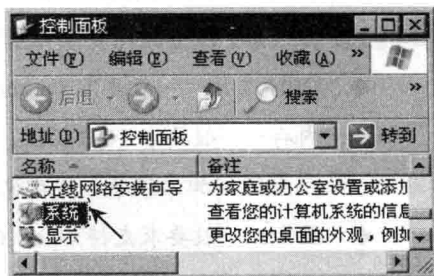 控制面板
文件(F) 编辑(E) 查看(V) 收藏(A) »
后退 搜索 »
地址(D) 控制面板 转到
名称 备注
无线网络安装向导 为家庭或办公室设置或添加
系统 查看您的计算机系统的信息
显示 更改您的桌面的外观，例如